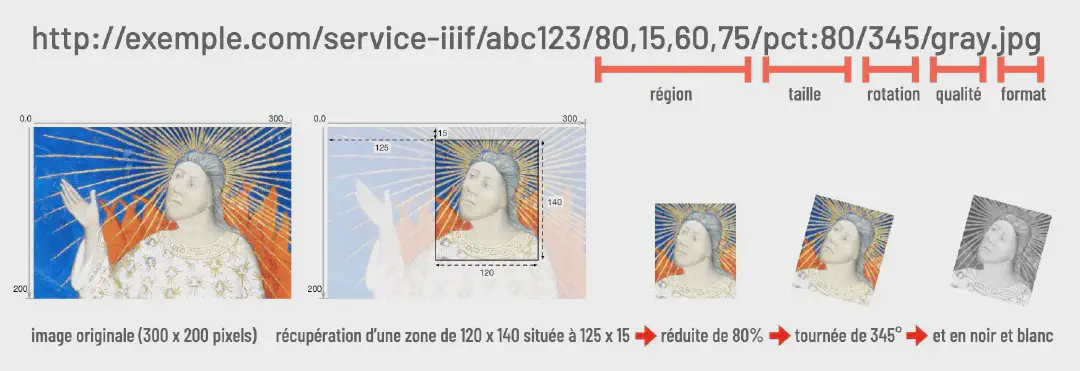 http://exemple.com/service-iiif/abc123/80,15,60,75/pct:80/345/gray.jpg
région taille rotation qualité format
0.0 300 0.0 300
15
125
140
120
200 200
image originale (300 x 200 pixels) récupération d'une zone de 120 x 140 située à 125 x 15 réduite de 80% tournée de 345° et en noir et blanc